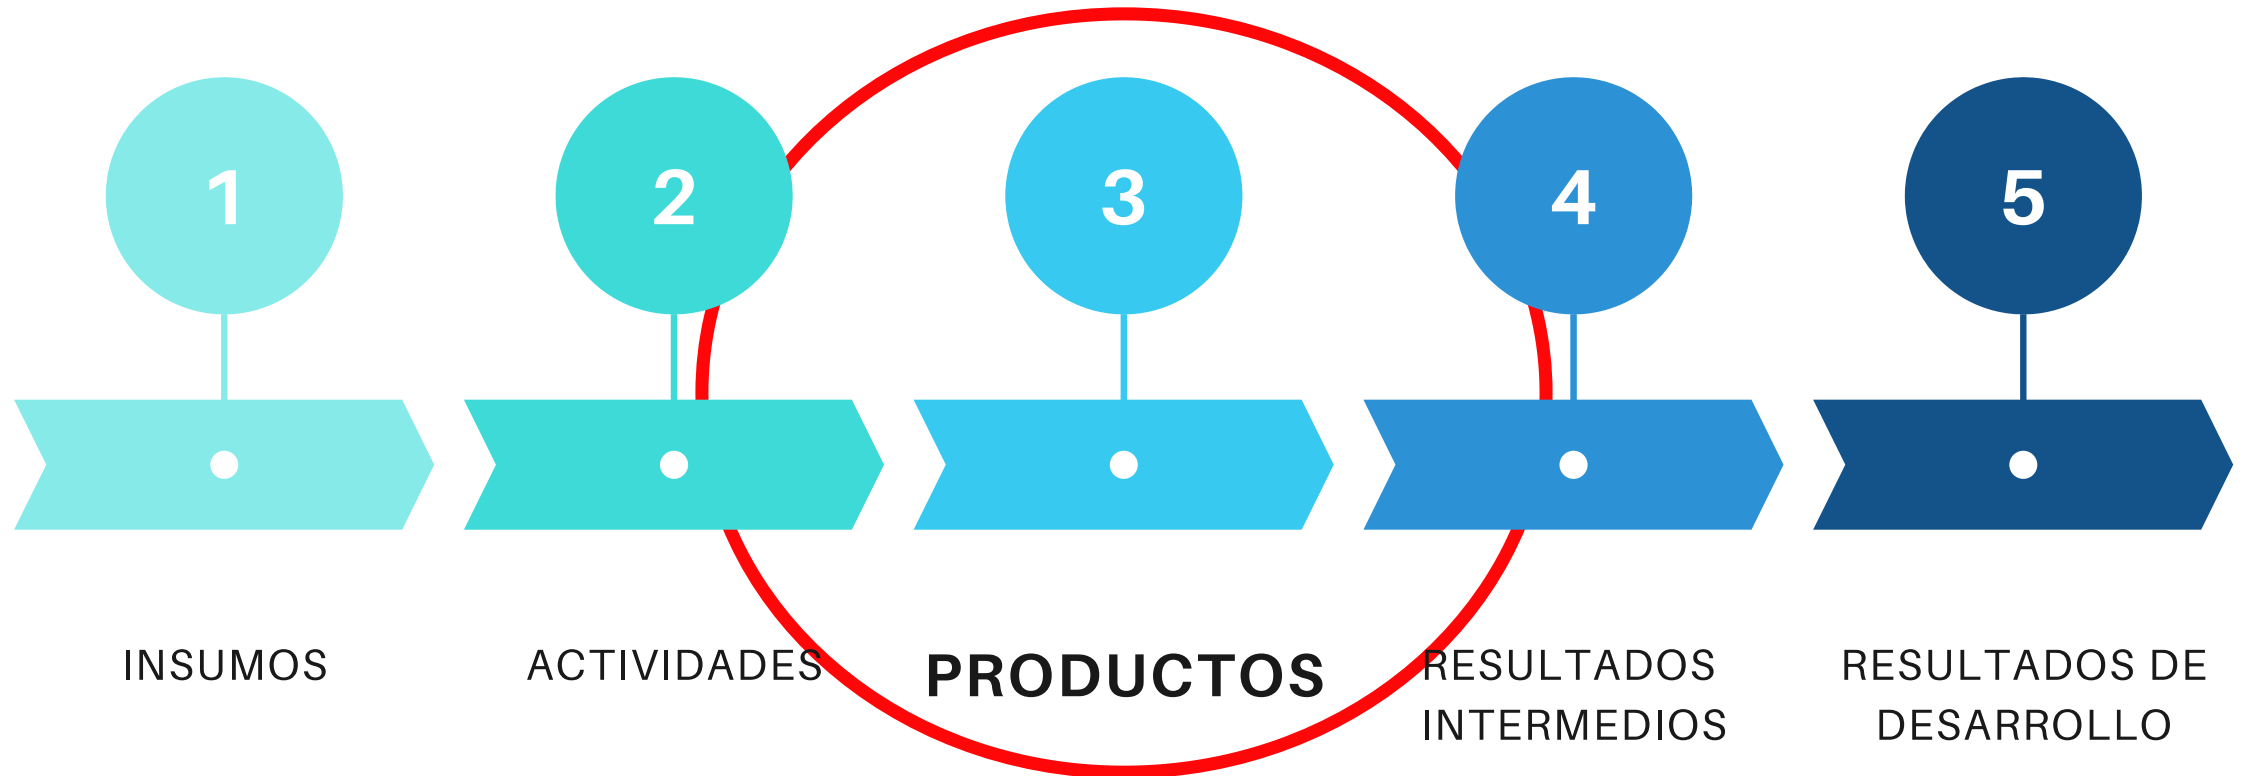 1
2
3
4
5
INSUMOS
ACTIVIDADES
PRODUCTOS
RESULTADOS
INTERMEDIOS
RESULTADOS DE
DESARROLLO